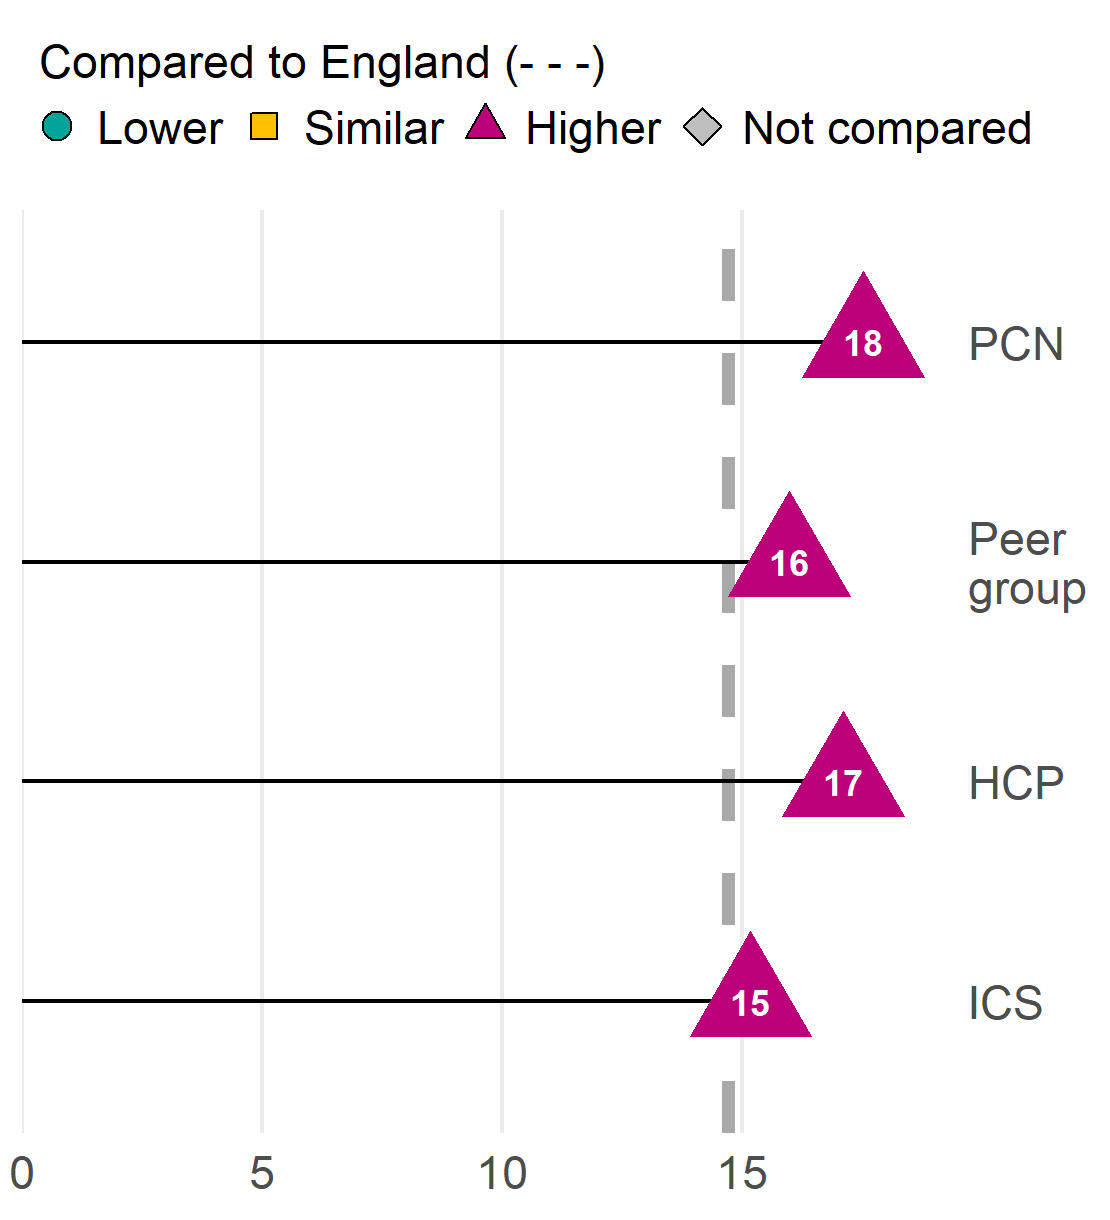 Compared to England (- - -)
Lower Similar Higher Not compared
18 PCN
16 Peer
group
17 HCP
15 ICS
0 5 10 15